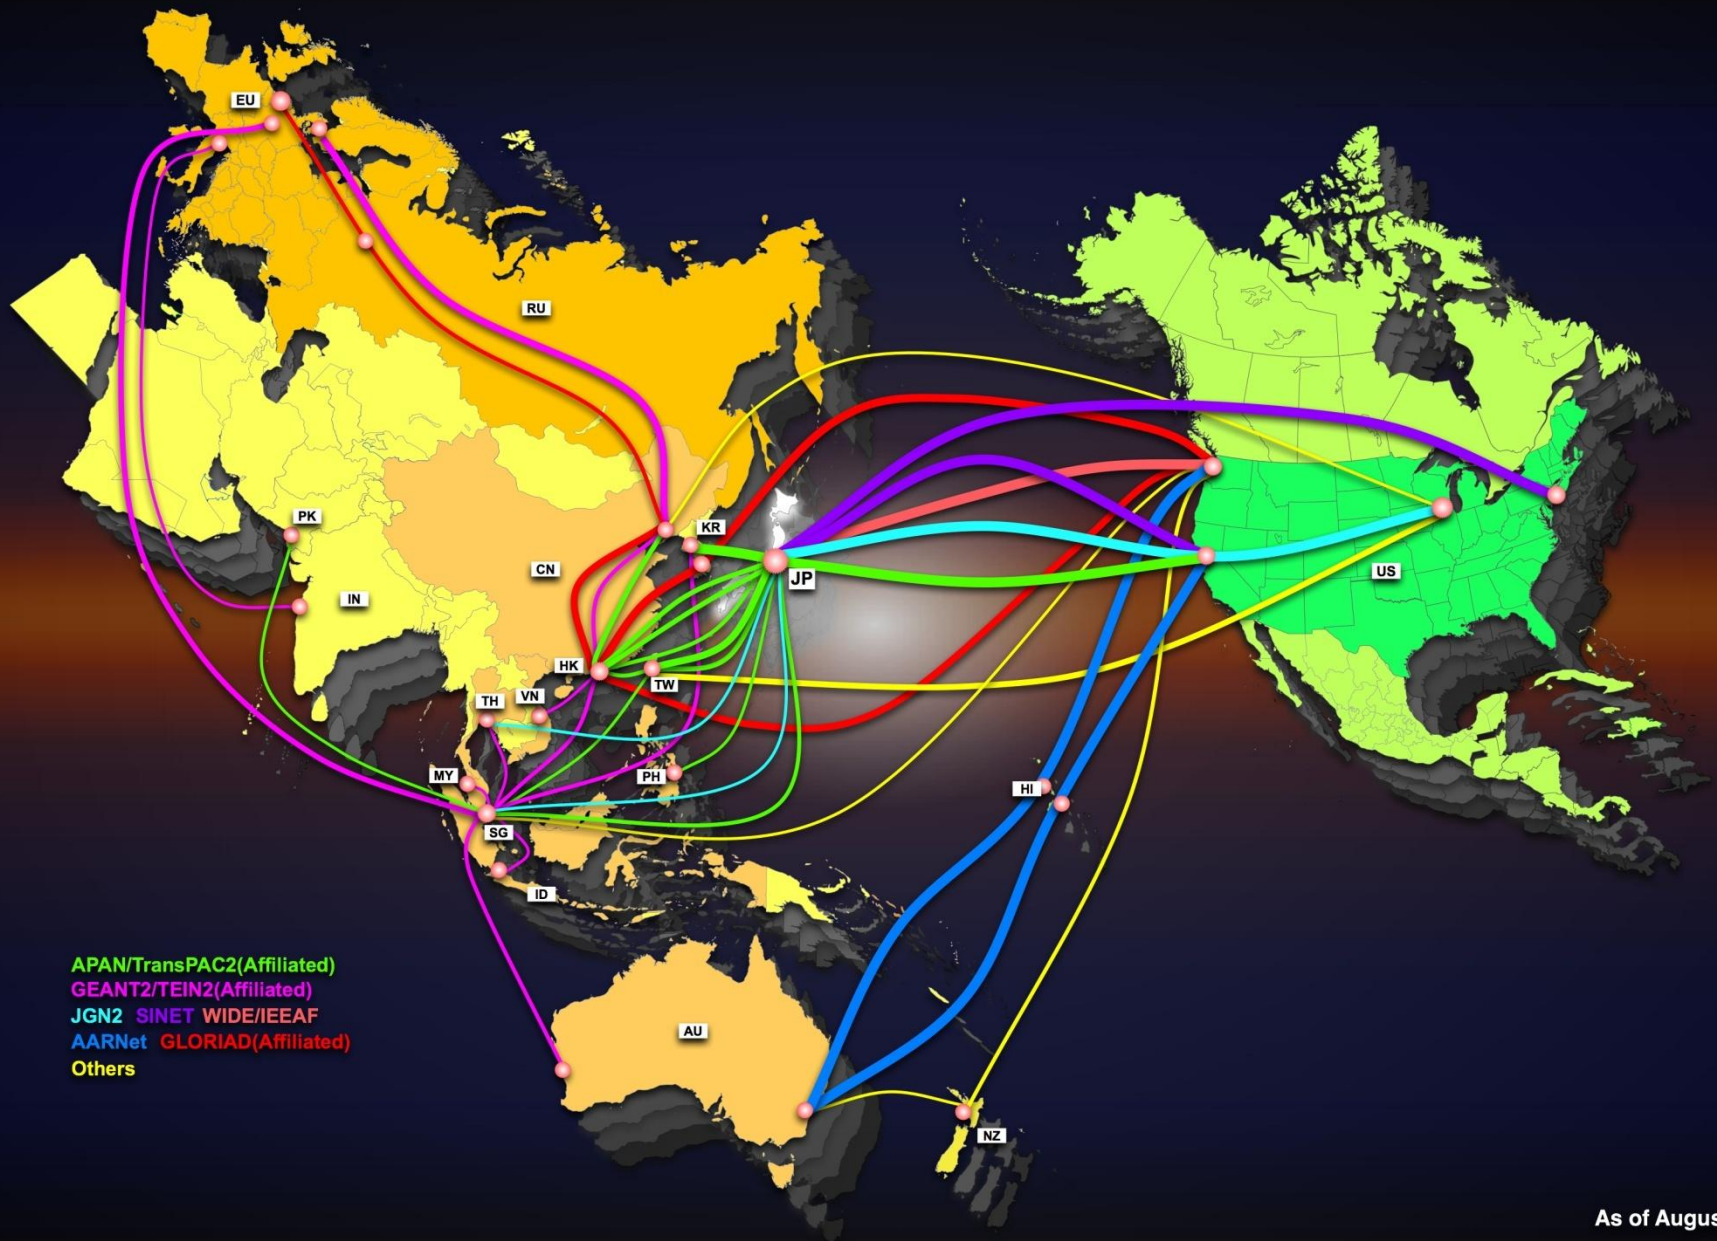 EU
RU
PK
KR
CN
JP
US
IN
HK
TW
VN
TH
MY
PH
HI
SG
ID
APAN/TransPAC2(Affiliated)
GEANT2/TEIN2(Affiliated)
JGN2 SINET WIDE/IEEAF
AU
AARNet GLORIAD(Affiliated)
Others
NZ
As of Augus